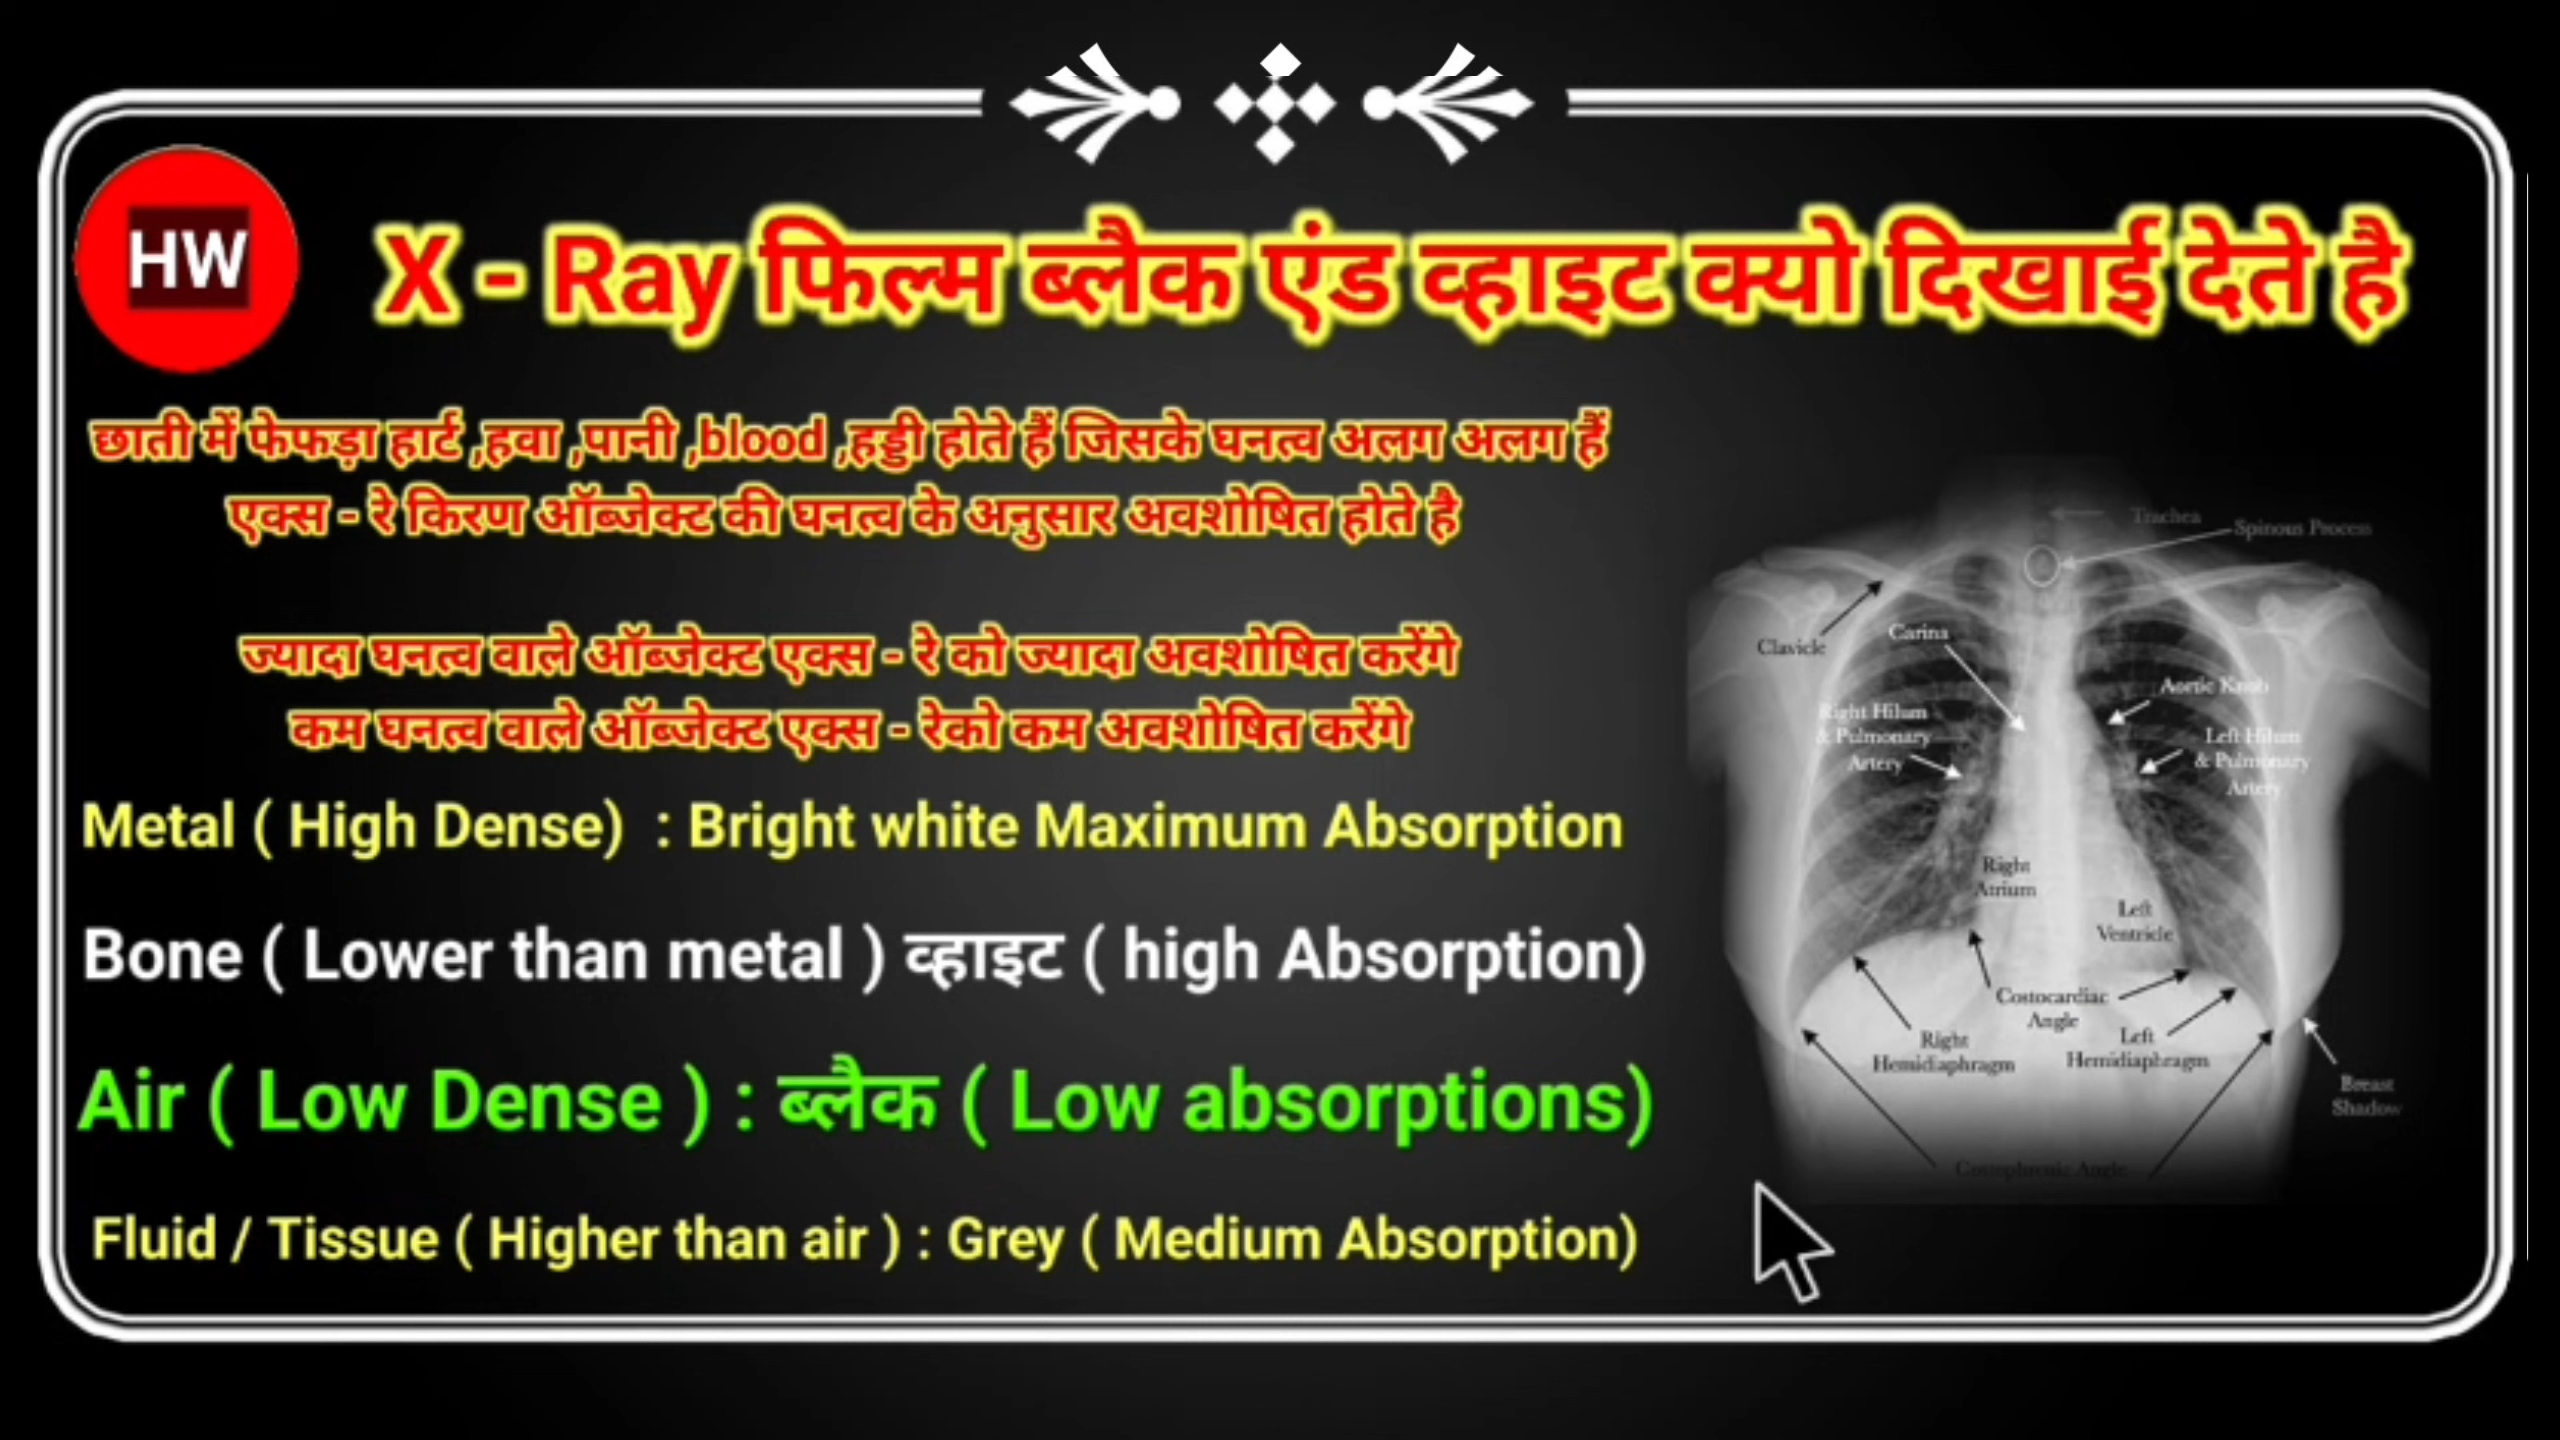 HW
X - Ray फिल्म ब्लैक एंड व्हाइट क्यो दिखाई देते है
छाती में फेफड़ा हार्ट ,हवा ,पानी ,blood ,हड्डी होते हैं जिसके घनत्व अलग अलग हैं
एक्स - रे किरण ऑब्जेक्ट की घनत्व के अनुसार अवशोषित होते है
ज्यादा घनत्व वाले ऑब्जेक्ट एक्स - रे को ज्यादा अवशोषित करेंगे
कम घनत्व वाले ऑब्जेक्ट एक्स - रेको कम अवशोषित करेंगे
Metal ( High Dense) : Bright white Maximum Absorption
Bone ( Lower than metal ) व्हाइट ( high Absorption)
Air ( Low Dense ) : ब्लैक ( Low absorptions)
Fluid / Tissue ( Higher than air ) : Grey ( Medium Absorption)
Trachea
Spinous Process
Clavicle
Carina
Aortic Knob
Right Hilum
& Pulmonary
Artery
Left Hilum
& Pulmonary
Artery
Right
Atrium
Left
Ventricle
Costocardiac
Angle
Right
Hemidiaphragm
Left
Hemidiaphragm
Breast
Shadow
Costophrenic Angle